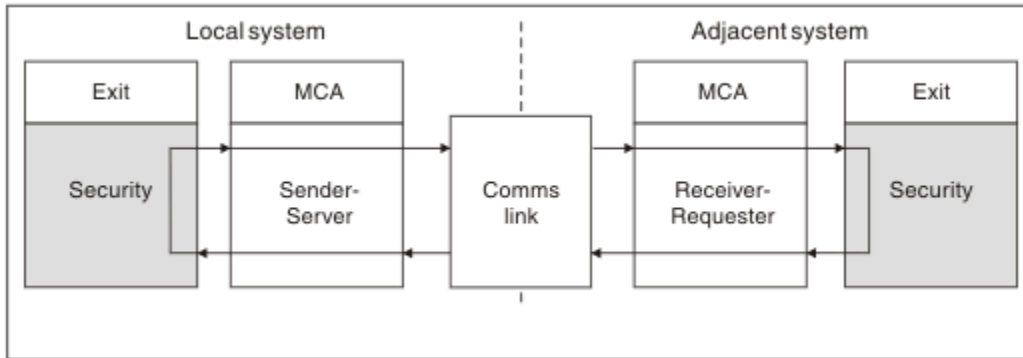 Local system
Adjacent system
Exit
MCA
MCA
Exit
Security
Sender-
Server
Comms
link
Receiver-
Requester
Security